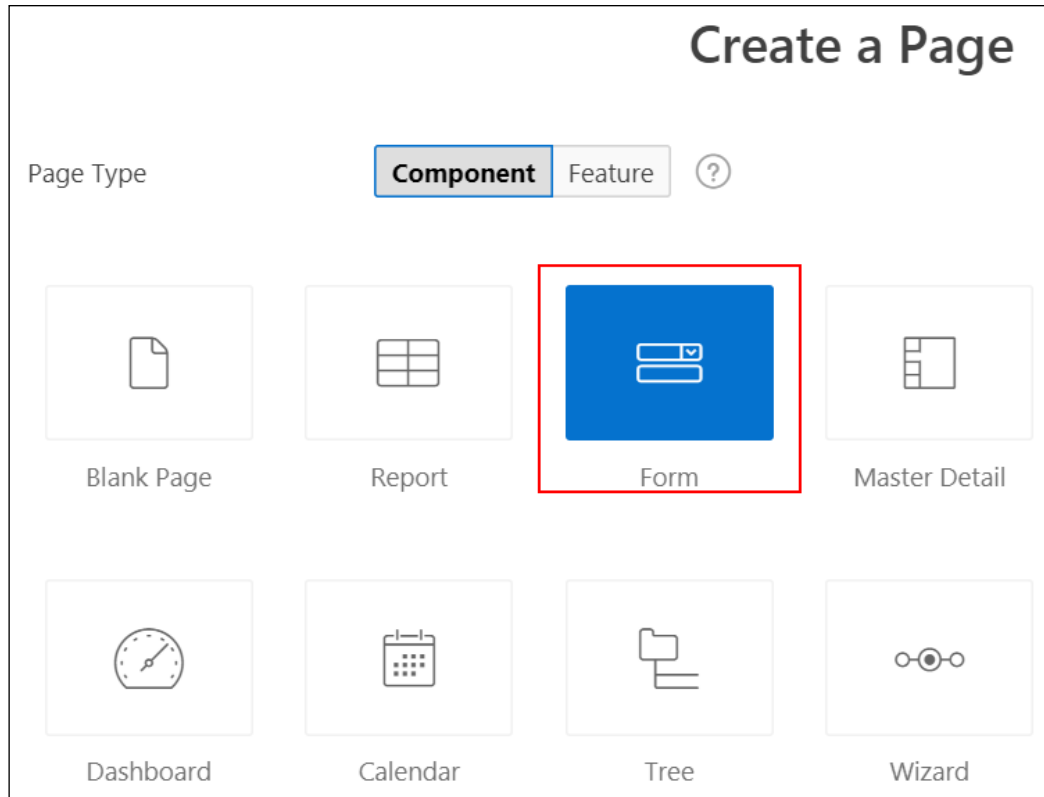 Create a Page
Page Type
Component Feature ?
Blank Page Report Form Master Detail
Dashboard Calendar Tree Wizard